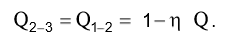 Q₂₋₃ = Q₁₋₂ = 1− η Q .